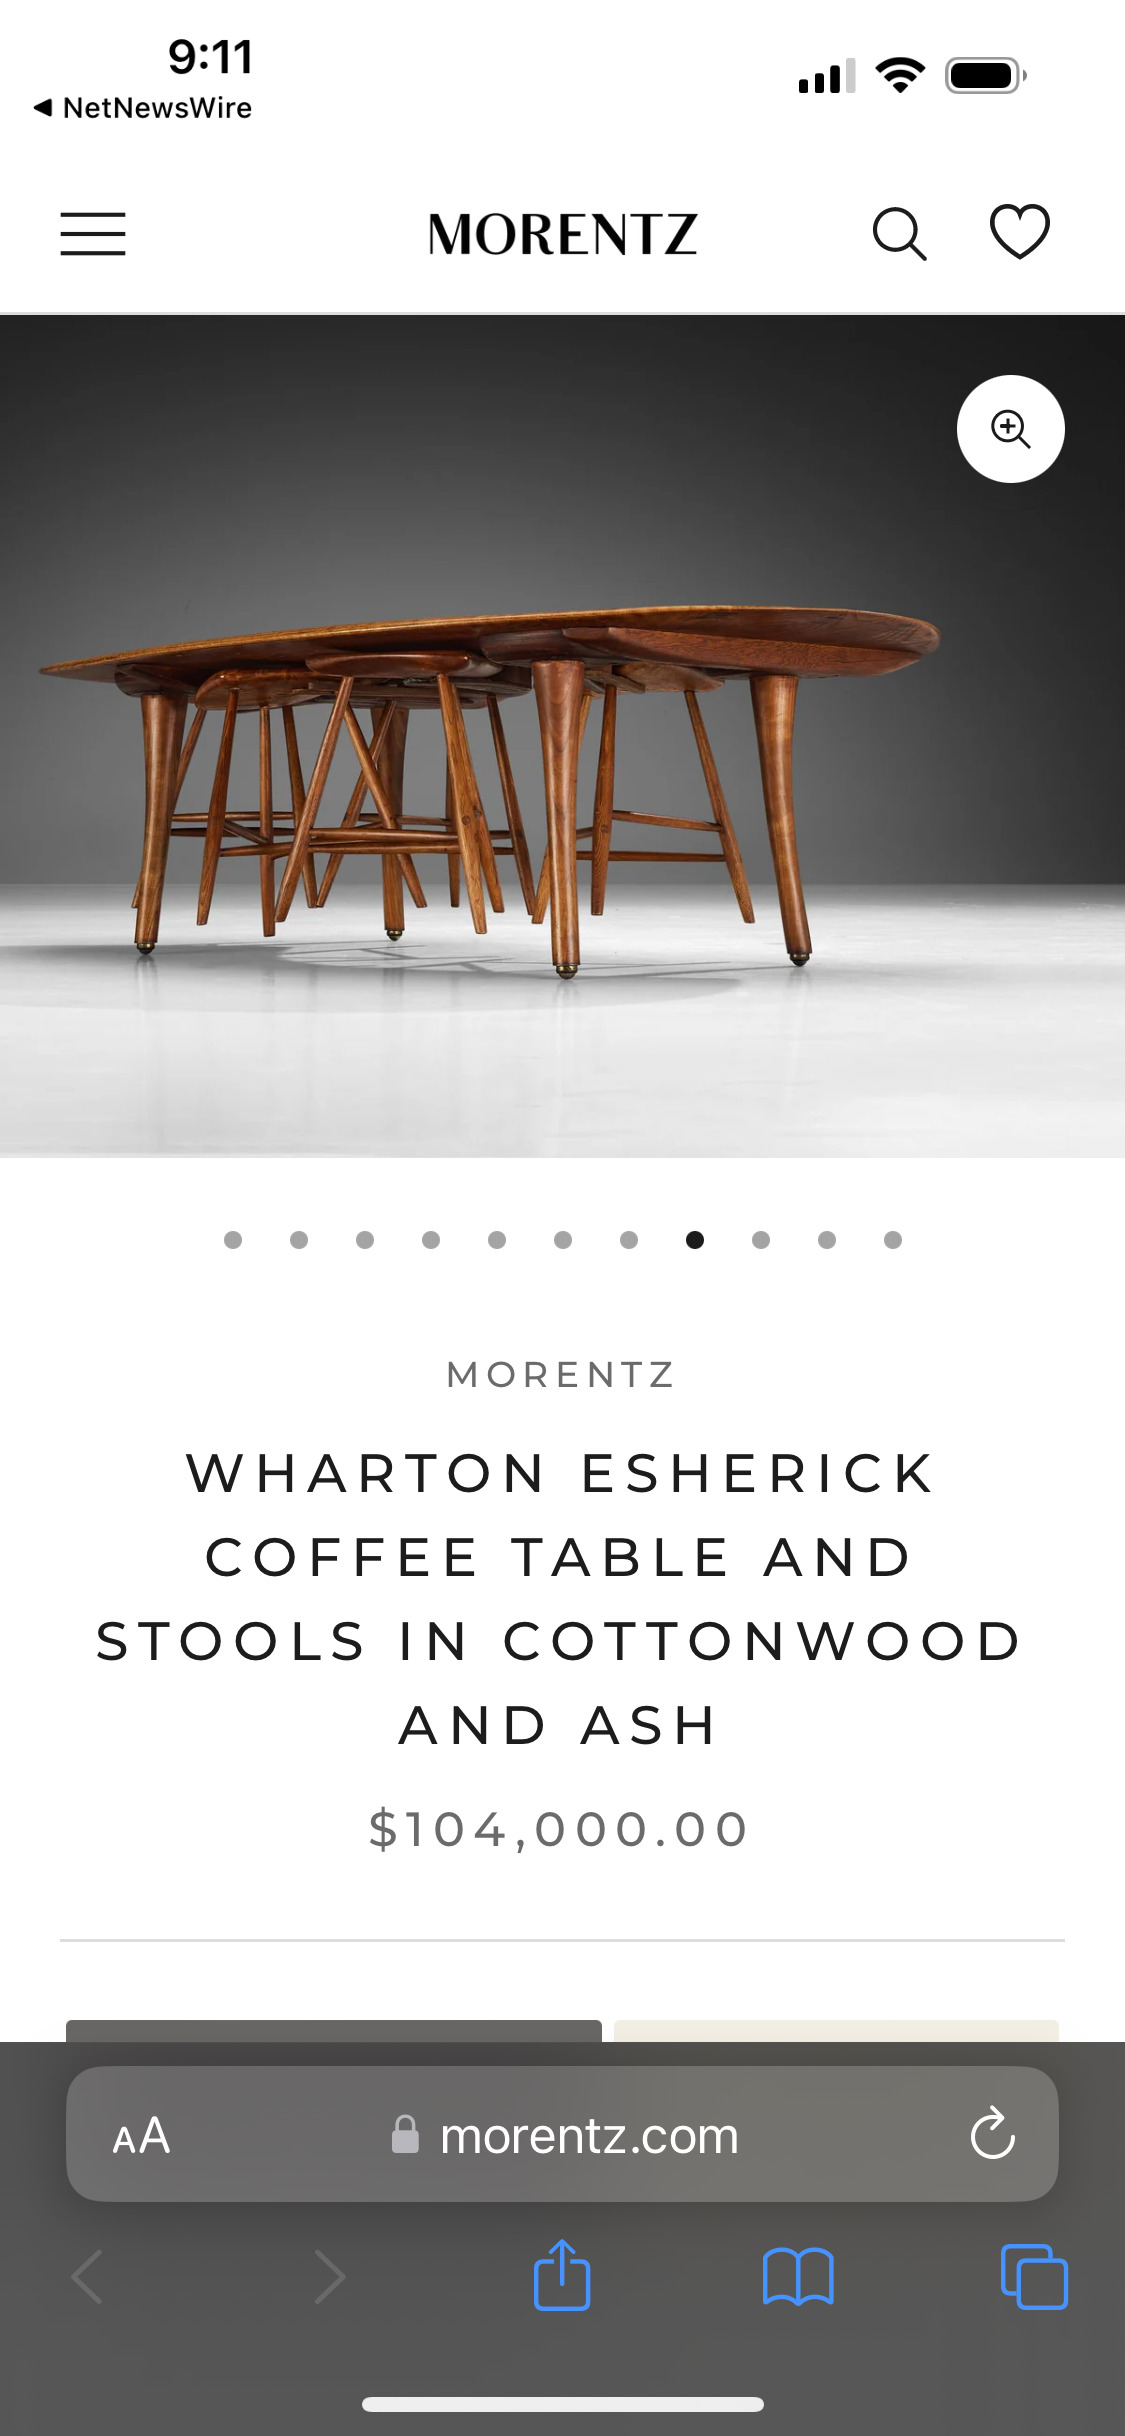 9:11
◀ NetNewsWire
MORENTZ
MORENTZ
WHARTON ESHERICK
COFFEE TABLE AND
STOOLS IN COTTONWOOD
AND ASH
$104,000.00
AA
morentz.com